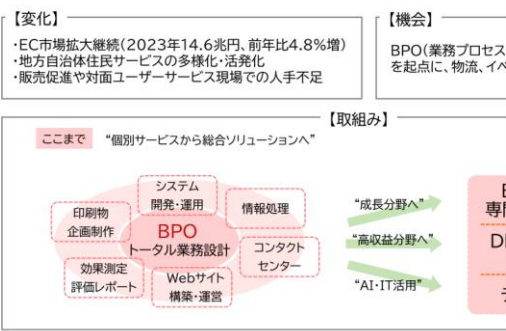 【変化】
・EC市場拡大継続(2023年14.6兆円、前年比4.8%増)
・地方自治体住民サービスの多様化・活発化
・販売促進や対面ユーザーサービス現場での人手不足
【機会】
BPO(業務プロセス
を起点に、物流、イベ
【取組み】
ここまで
“個別サービスから総合ソリューションへ”
システム
開発・運用
印刷物
企画制作
情報処理
BPO
トータル業務設計
コンタクト
センター
効果測定
評価レポート
Webサイト
構築・運営
“成長分野へ”
“高収益分野へ”
“AI・IT活用”
専門